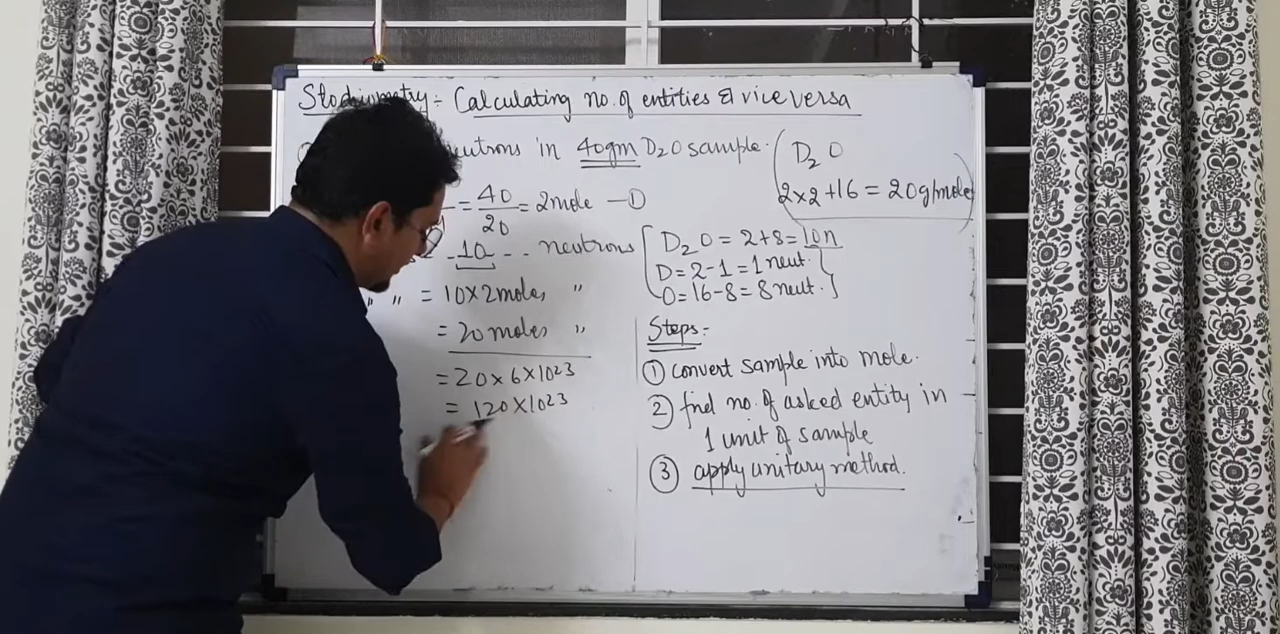 Stochiometry:- Calculating no. of entities & vice versa
neutrons in 40gm D2O sample.
= 40/20 = 2mole —①
- 10 - - - neutrons
" " = 10×2moles "
= 20 moles "
= 20×6×10²³
= 120×10²³
D2O
2×2+16 = 20g/mole
D2O = 2+8 = 10n
D = 2-1 = 1 neut.
O = 16-8 = 8 neut.
Steps:-
① convert sample into mole.
② find no. of asked entity in
1 unit of sample
③ apply unitary method.